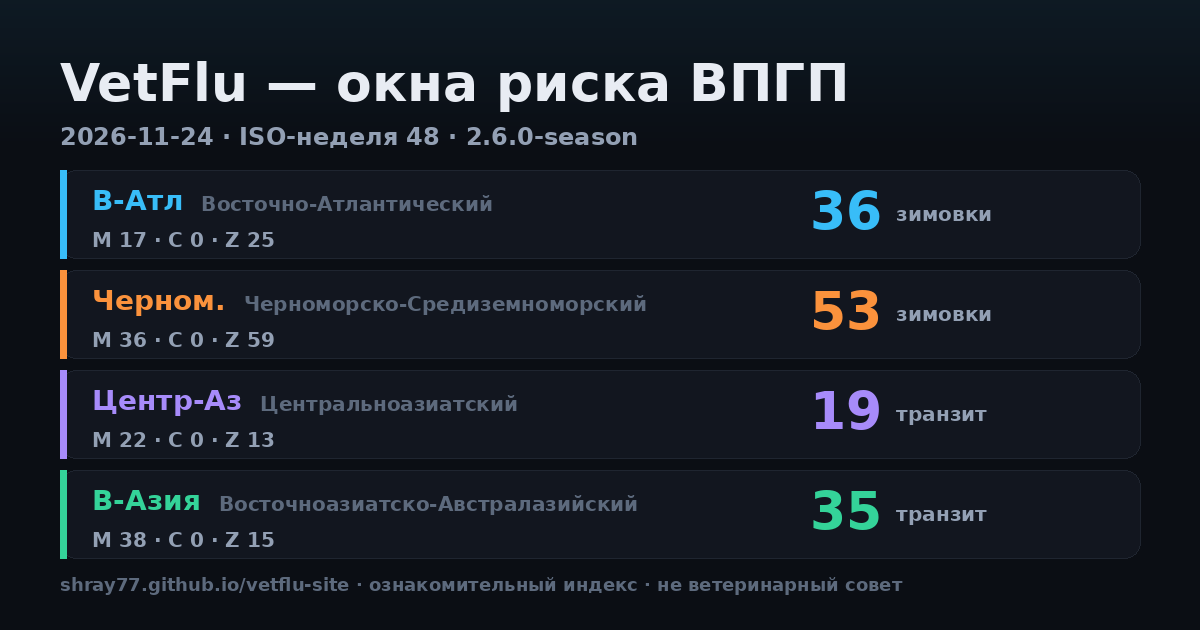 VetFlu — окна риска ВПГП
2026-11-24 · ISO-неделя 48 · 2.6.0-season
В-Атл Восточно-Атлантический 36 зимовки
M 17 · C 0 · Z 25
Черном. Черноморско-Средиземноморский 53 зимовки
M 36 · C 0 · Z 59
Центр-Аз Центральноазиатский 19 транзит
M 22 · C 0 · Z 13
В-Азия Восточноазиатско-Австралазийский 35 транзит
M 38 · C 0 · Z 15
shray77.github.io/vetflu-site · ознакомительный индекс · не ветеринарный совет